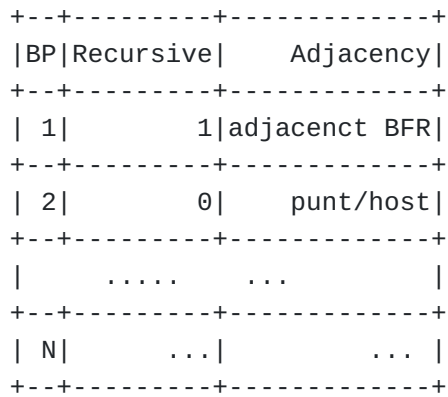 +--+---------+-------------+
|BP|Recursive|    Adjacency|
+--+---------+-------------+
| 1|        1|adjacenct BFR|
+--+---------+-------------+
| 2|        0|    punt/host|
+--+---------+-------------+
|     .....    ...          |
+--+---------+-------------+
| N|      ...|         ... |
+--+---------+-------------+